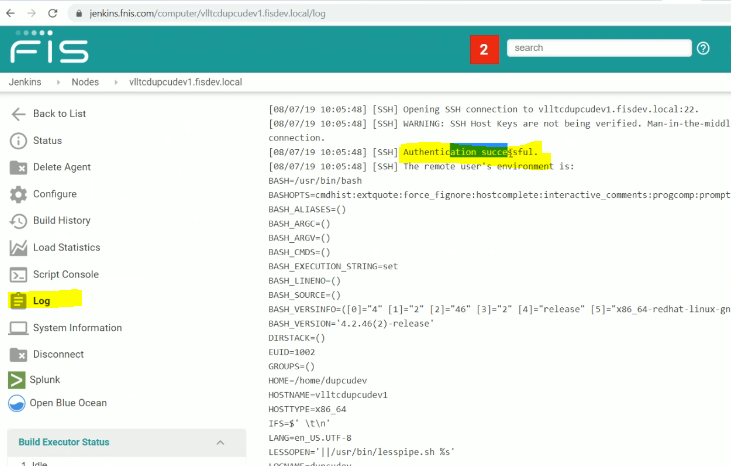 jenkins.fnis.com/computer/vlltcdupcudev1.fisdev.local/log
FIS
2
search
Jenkins
Nodes
vlltcdupcudev1.fisdev.local
Back to List
Status
Delete Agent
Configure
Build History
Load Statistics
Script Console
Log
System Information
Disconnect
Splunk
Open Blue Ocean
Build Executor Status
1 Idle
[08/07/19 10:05:48] [SSH] Opening SSH connection to vlltcdupcudev1.fisdev.local:22.
[08/07/19 10:05:48] [SSH] WARNING: SSH Host Keys are not being verified. Man-in-the-middl
connection.
[08/07/19 10:05:48] [SSH] Authentication successful.
[08/07/19 10:05:48] [SSH] The remote user's environment is:
BASH=/usr/bin/bash
BASHOPTS=cmdhist:extquote:force_fignore:hostcomplete:interactive_comments:progcomp:prompt
BASH_ALIASES=()
BASH_ARGC=()
BASH_ARGV=()
BASH_CMDS=()
BASH_EXECUTION_STRING=set
BASH_LINENO=()
BASH_SOURCE=()
BASH_VERSINFO=([0]="4" [1]="2" [2]="46" [3]="2" [4]="release" [5]="x86_64-redhat-linux-gn
BASH_VERSION='4.2.46(2)-release'
DIRSTACK=()
EUID=1002
GROUPS=()
HOME=/home/dupcudev
HOSTNAME=vlltcdupcudev1
HOSTTYPE=x86_64
IFS=$' \t\n'
LANG=en_US.UTF-8
LESSOPEN='||/usr/bin/lesspipe.sh %s'
LOGNAME=dupcudev